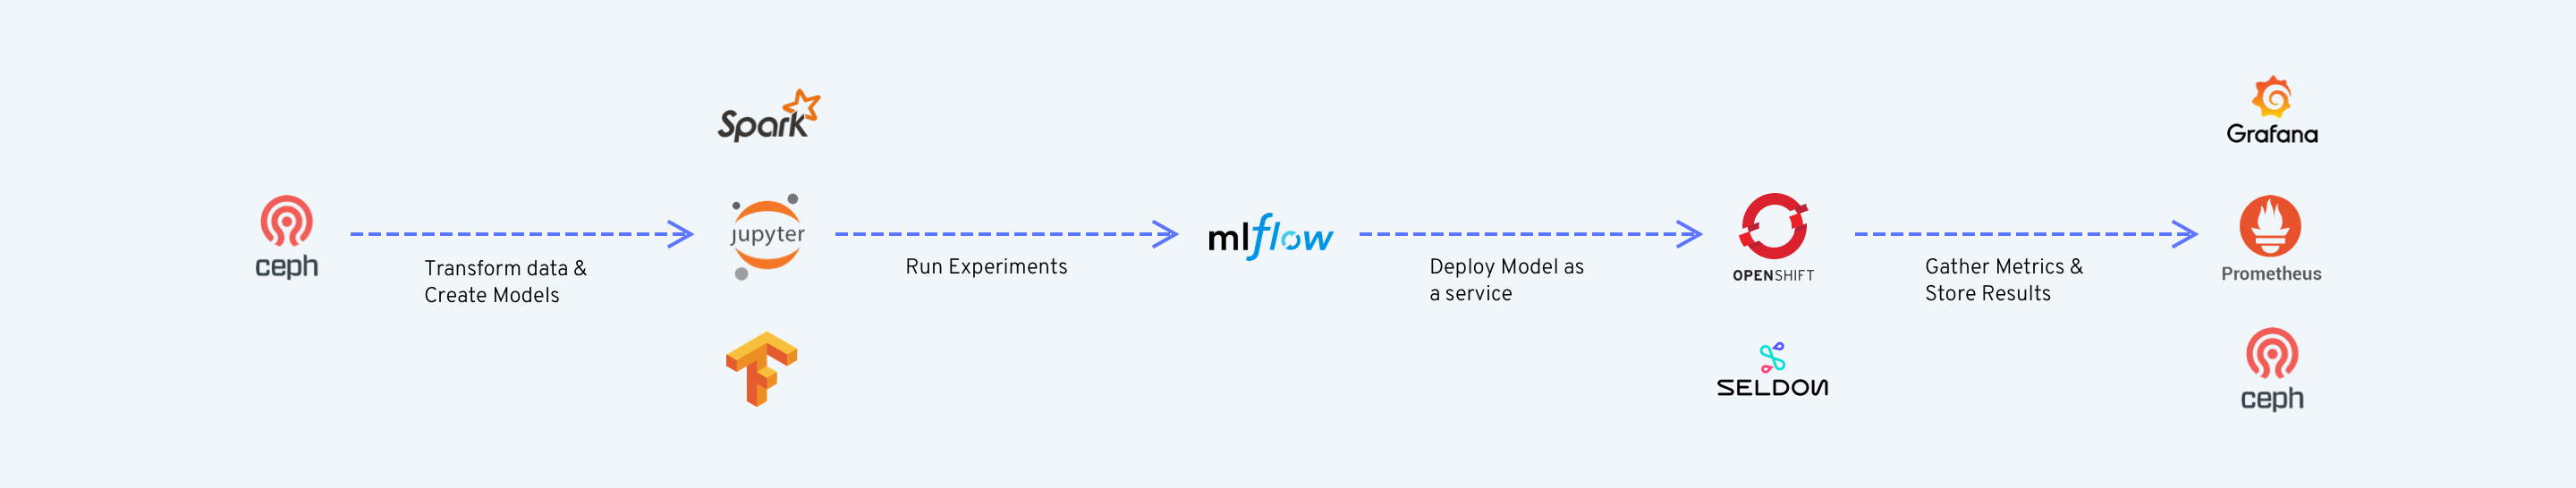 ceph
Transform data &
Create Models
Spark
jupyter
Run Experiments
mlflow
Deploy Model as
a service
OPENSHIFT
SELDON
Gather Metrics &
Store Results
Grafana
Prometheus
ceph